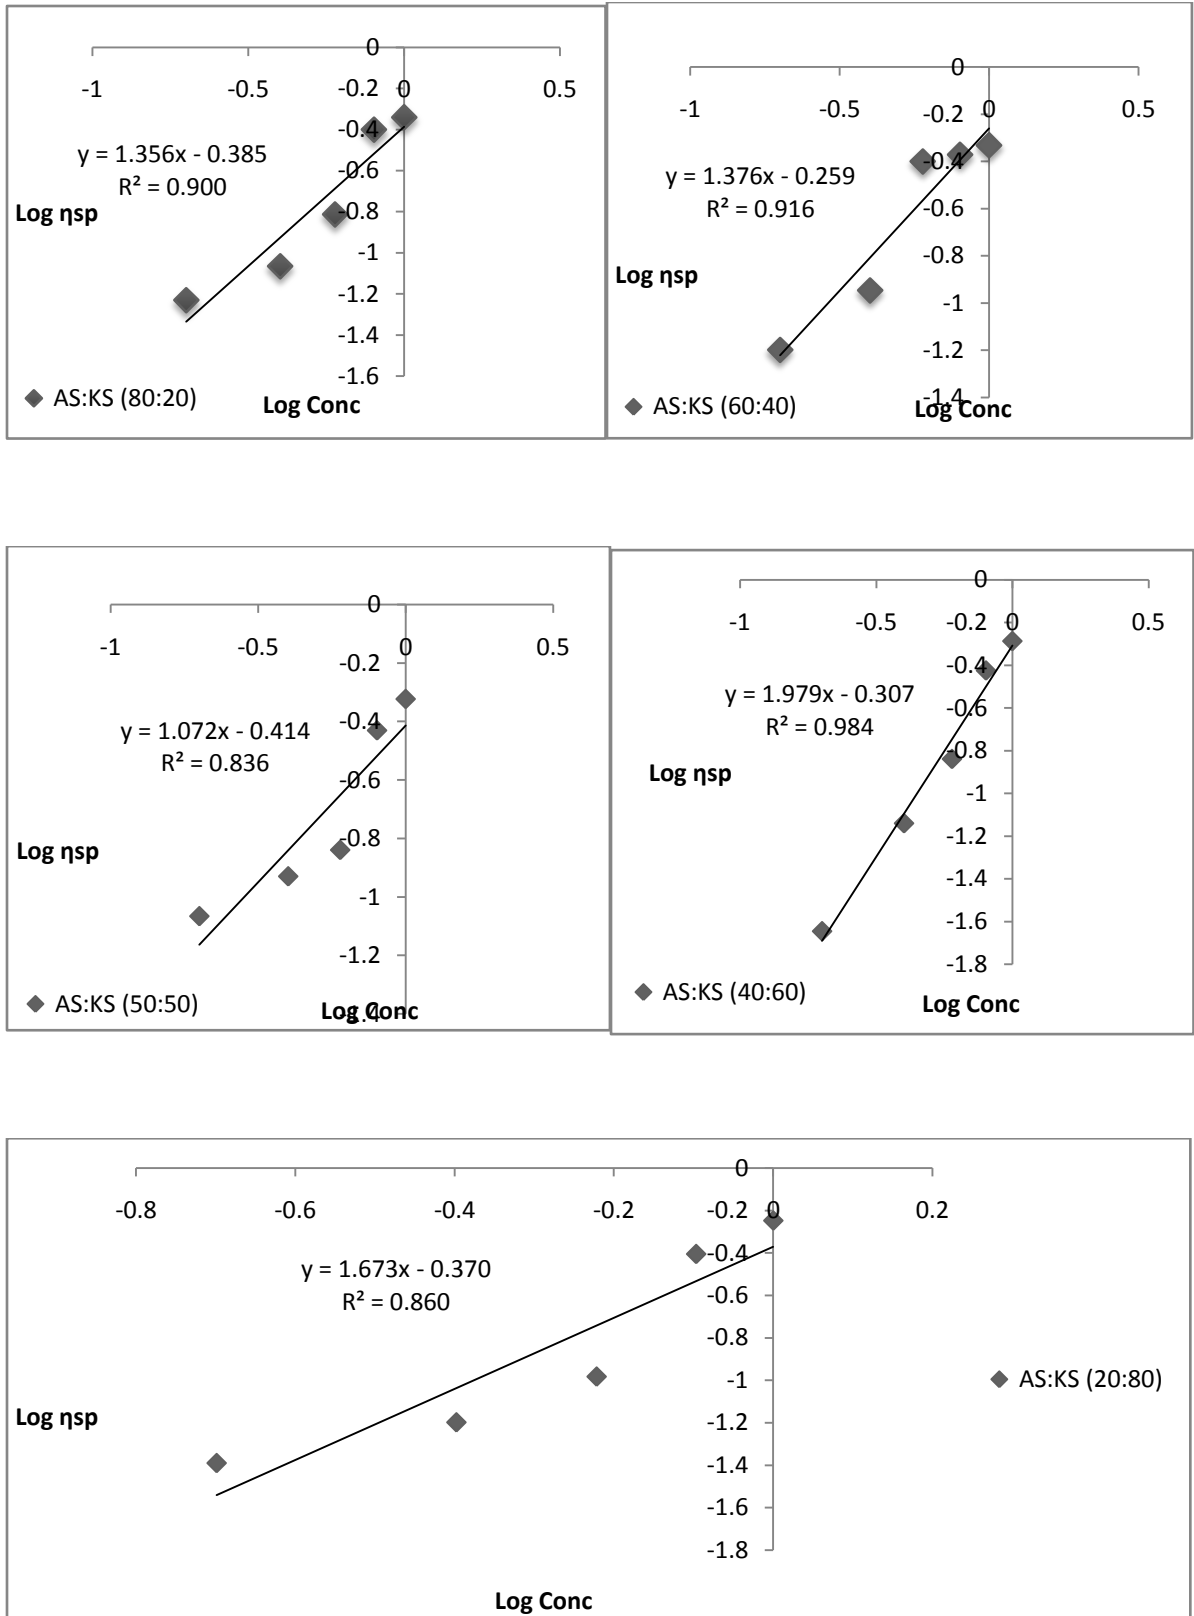 0
-1
-0.5
-0.2
0
0.5
-0.4
y = 1.356x - 0.385
R² = 0.900
-0.6
Log ηsp
-0.8
-1
-1.2
-1.4
-1.6
AS:KS (80:20)
Log Conc
0
-1
-0.5
0
0.5
-0.2
-0.4
y = 1.376x - 0.259
R² = 0.916
-0.6
-0.8
Log ηsp
-1
-1.2
-1.4
AS:KS (60:40)
Log Conc
0
-1
-0.5
0
0.5
-0.2
-0.4
y = 1.072x - 0.414
R² = 0.836
-0.6
-0.8
Log ηsp
-1
-1.2
-1.4
AS:KS (50:50)
Log Conc
0
-1
-0.5
-0.2
0
0.5
-0.4
y = 1.979x - 0.307
R² = 0.984
-0.6
-0.8
Log ηsp
-1
-1.2
-1.4
-1.6
-1.8
AS:KS (40:60)
Log Conc
0
-0.8
-0.6
-0.4
-0.2
-0.2
0
0.2
-0.4
y = 1.673x - 0.370
R² = 0.860
-0.6
-0.8
-1
AS:KS (20:80)
Log ηsp
-1.2
-1.4
-1.6
-1.8
Log Conc